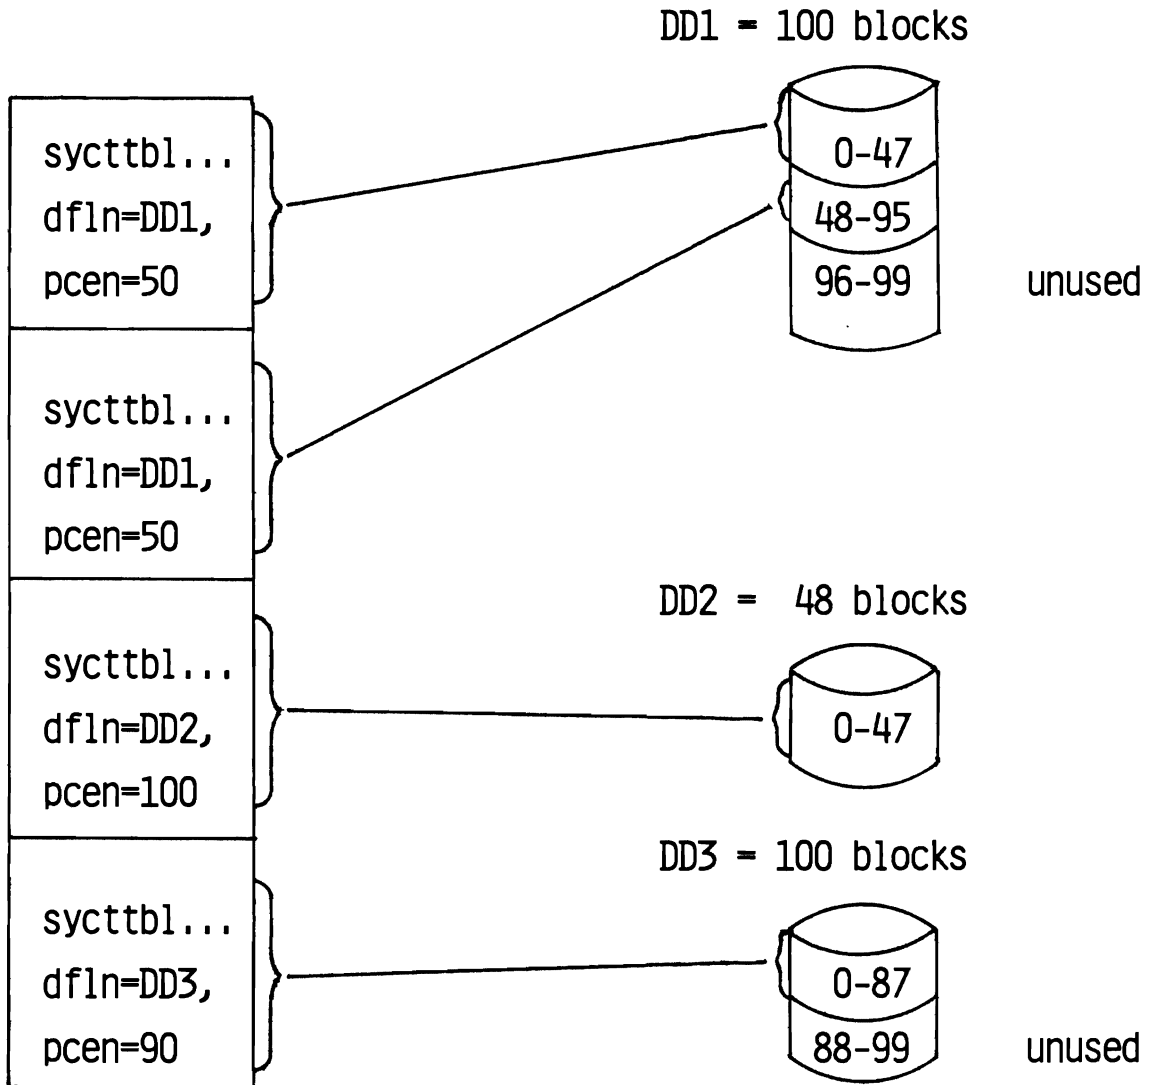 DD1 = 100 blocks
sycttbl...
dfln=DD1,
pcen=50
0-47
48-95
96-99 unused
sycttbl...
dfln=DD1,
pcen=50
DD2 = 48 blocks
sycttbl...
dfln=DD2,
pcen=100
0-47
DD3 = 100 blocks
sycttbl...
dfln=DD3,
pcen=90
0-87
88-99 unused